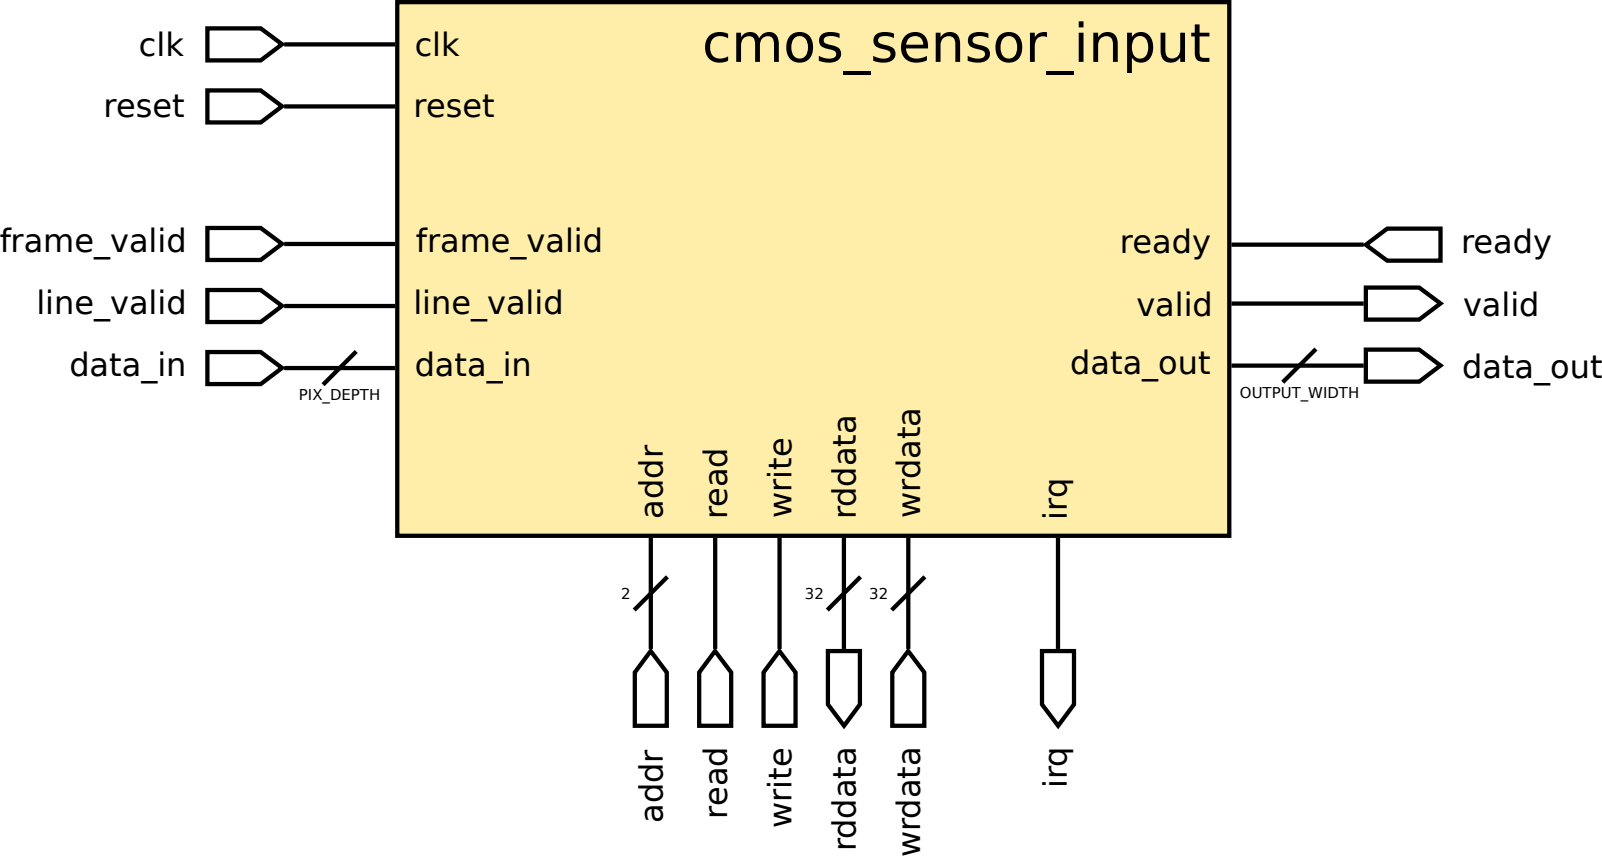 cmos_sensor_input
clk clk
reset reset
frame_valid frame_valid ready ready
line_valid line_valid valid valid
data_in data_in data_out data_out
PIX_DEPTH OUTPUT_WIDTH
addr read write rddata wrdata irq
2 32 32
addr read write rddata wrdata irq